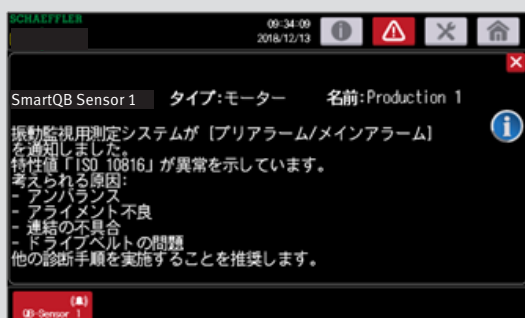 SCHAEFFLER
09:34:09
2018/12/13
SmartQB Sensor 1 タイプ:モーター 名前:Production 1
振動監視用測定システムが [プリアラーム/メインアラーム]
を通知しました。
特性値「ISO 10816」が異常を示しています。
考えられる原因:
- アンバランス
- アライメント不良
- 連結の不具合
- ドライブベルトの問題
他の診断手順を実施することを推奨します。
QB-Sensor 1